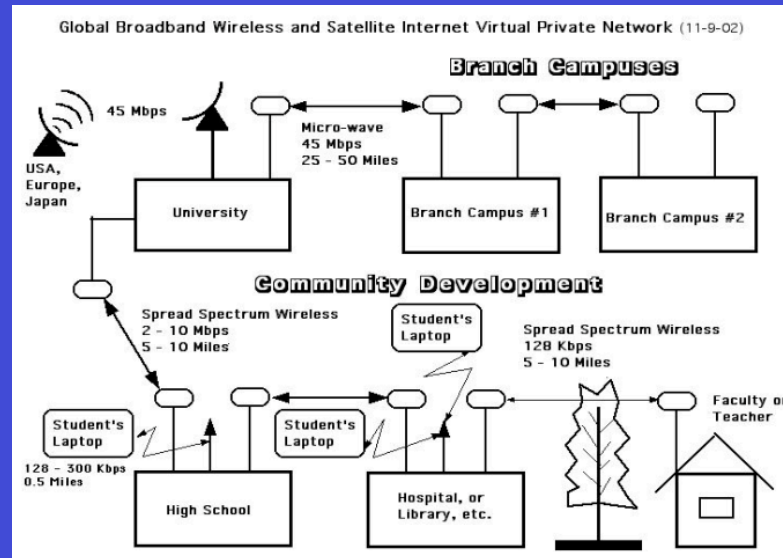 Global Broadband Wireless and Satellite Internet Virtual Private Network (11-9-02)
Branch Campuses
45 Mbps
Micro-wave
45 Mbps
25 - 50 Miles
USA,
Europe,
Japan
University
Branch Campus #1
Branch Campus #2
Community Development
Spread Spectrum Wireless
2 - 10 Mbps
5 - 10 Miles
Student's
Laptop
Spread Spectrum Wireless
128 Kbps
5 - 10 Miles
Student's
Laptop
Student's
Laptop
Faculty or
Teacher
128 - 300 Kbps
0.5 Miles
High School
Hospital, or
Library, etc.